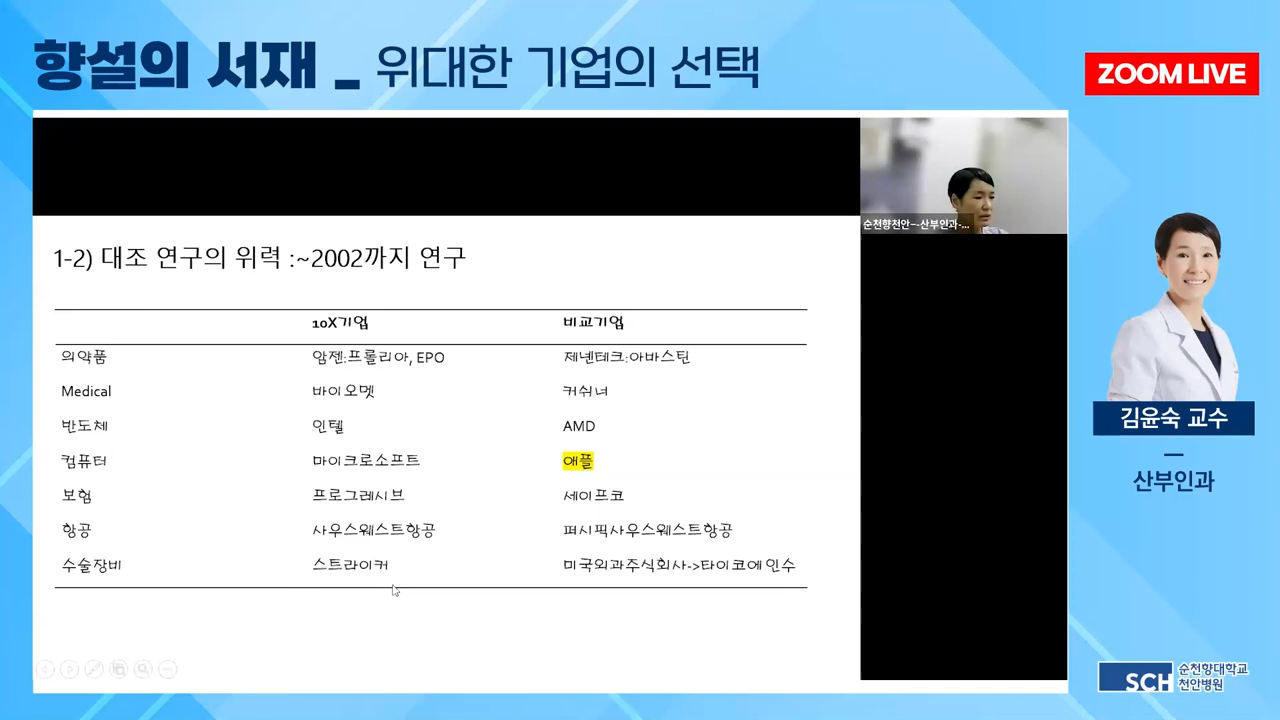 향설의 서재 _ 위대한 기업의 선택
ZOOM LIVE
순천향천안--산부인과-...
1-2) 대조 연구의 위력 :~2002까지 연구
10X기업 비교기업
의약품 암젠:프롤리아, EPO 제넨테크:아바스틴
Medical 바이오멧 커쉬너
반도체 인텔 AMD
컴퓨터 마이크로소프트 애플
보험 프로그레시브 세이프코
항공 사우스웨스트항공 퍼시픽사우스웨스트항공
수술장비 스트라이커 미국외과주식회사->타이코에 인수
김윤숙 교수
산부인과
SCH 순천향대학교
천안병원